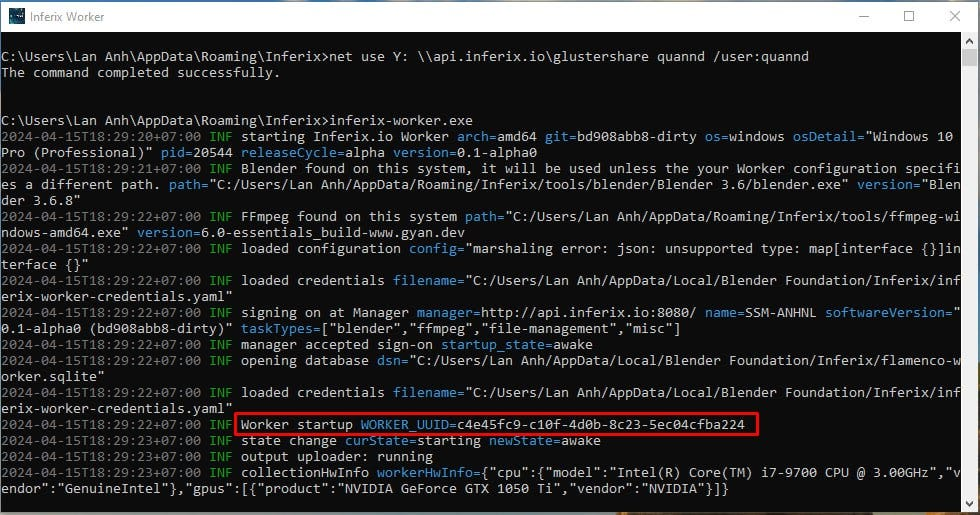 Inferix Worker
C:\Users\Lan Anh\AppData\Roaming\Inferix>net use Y: \\api.inferix.io\glustershare quannd /user:quannd
The command completed successfully.
C:\Users\Lan Anh\AppData\Roaming\Inferix>inferix-worker.exe
2024-04-15T18:29:20+07:00 INF starting Inferix.io Worker arch=amd64 git=bd908abb8-dirty os=windows osDetail="Windows 10
Pro (Professional)" pid=20544 releaseCycle=alpha version=0.1-alpha0
2024-04-15T18:29:21+07:00 INF Blender found on this system, it will be used unless the your Worker configuration specifi
es a different path. path="C:/Users/Lan Anh/AppData/Roaming/Inferix/tools/blender/Blender 3.6/blender.exe" version="Blen
der 3.6.8"
2024-04-15T18:29:22+07:00 INF FFmpeg found on this system path="C:/Users/Lan Anh/AppData/Roaming/Inferix/tools/ffmpeg-wi
ndows-amd64.exe" version=6.0-essentials_build-www.gyan.dev
2024-04-15T18:29:22+07:00 INF loaded configuration config="marshaling error: json: unsupported type: map[interface {}]in
terface {}"
2024-04-15T18:29:22+07:00 INF loaded credentials filename="C:/Users/Lan Anh/AppData/Local/Blender Foundation/Inferix/inf
erix-worker-credentials.yaml"
2024-04-15T18:29:22+07:00 INF signing on at Manager manager=http://api.inferix.io:8080/ name=SSM-ANHNL softwareVersion="
0.1-alpha0 (bd908abb8-dirty)" taskTypes=["blender","ffmpeg","file-management","misc"]
2024-04-15T18:29:22+07:00 INF manager accepted sign-on startup_state=awake
2024-04-15T18:29:22+07:00 INF opening database dsn="C:/Users/Lan Anh/AppData/Local/Blender Foundation/Inferix/flamenco-w
orker.sqlite"
2024-04-15T18:29:22+07:00 INF loaded credentials filename="C:/Users/Lan Anh/AppData/Local/Blender Foundation/Inferix/inf
erix-worker-credentials.yaml"
2024-04-15T18:29:22+07:00 INF Worker startup WORKER_UUID=c4e45fc9-c10f-4d0b-8c23-5ec04cfba224
2024-04-15T18:29:23+07:00 INF state change curState=starting newState=awake
2024-04-15T18:29:23+07:00 INF output uploader: running
2024-04-15T18:29:23+07:00 INF collectionHwInfo workerHwInfo={"cpu":{"model":"Intel(R) Core(TM) i7-9700 CPU @ 3.00GHz","v
endor":"GenuineIntel"},"gpus":[{"product":"NVIDIA GeForce GTX 1050 Ti","vendor":"NVIDIA"}]}